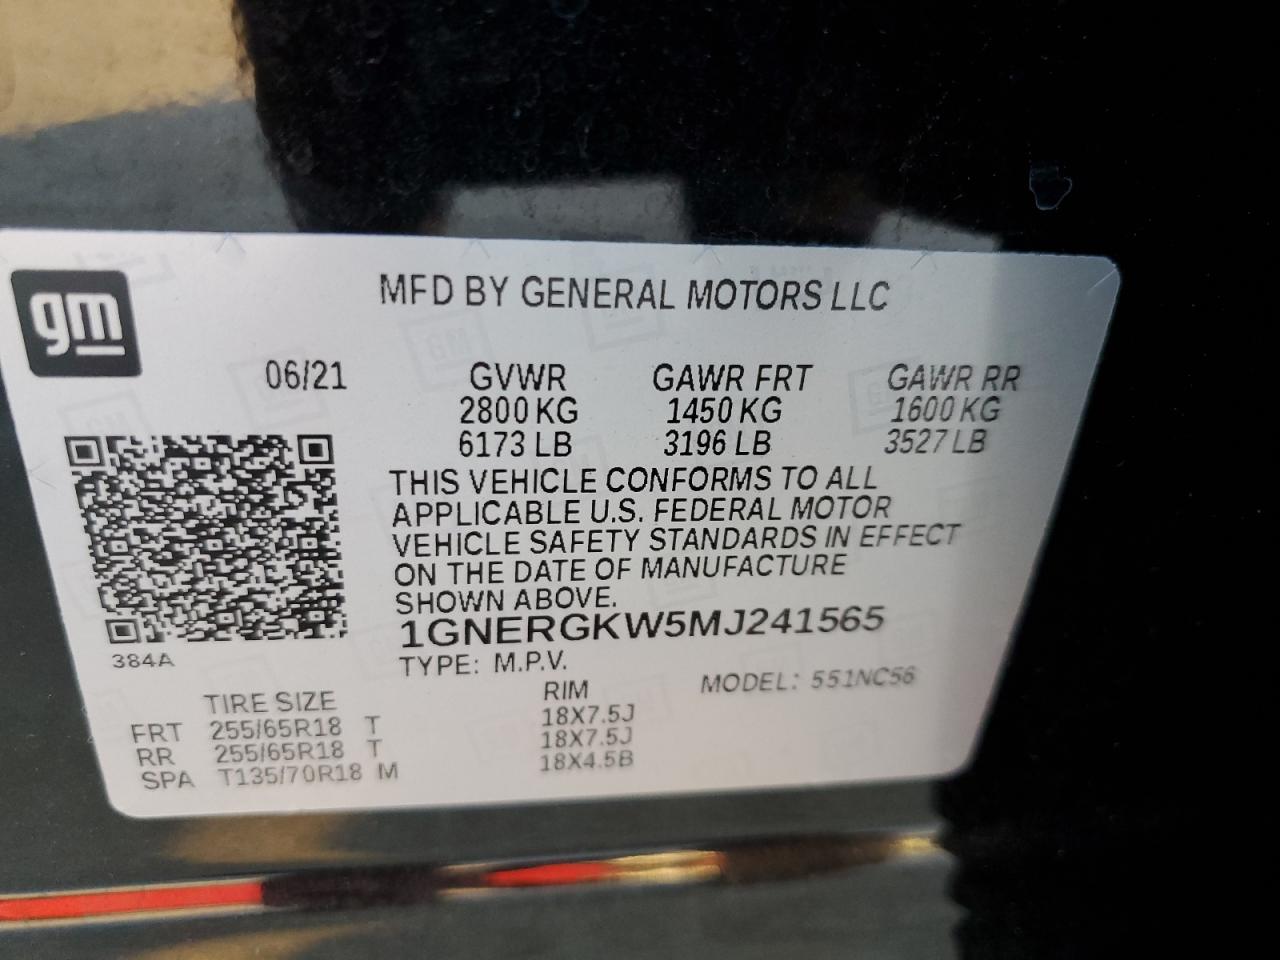 gm
MFD BY GENERAL MOTORS LLC
06/21 GVWR GAWR FRT GAWR RR
2800 KG 1450 KG 1600 KG
6173 LB 3196 LB 3527 LB
THIS VEHICLE CONFORMS TO ALL
APPLICABLE U.S. FEDERAL MOTOR
VEHICLE SAFETY STANDARDS IN EFFECT
ON THE DATE OF MANUFACTURE
SHOWN ABOVE.
1GNERGKW5MJ241565
384A
TYPE: M.P.V.
MODEL: 551NC56
TIRE SIZE RIM
FRT 255/65R18 T 18X7.5J
RR 255/65R18 T 18X7.5J
SPA T135/70R18 M 18X4.5B